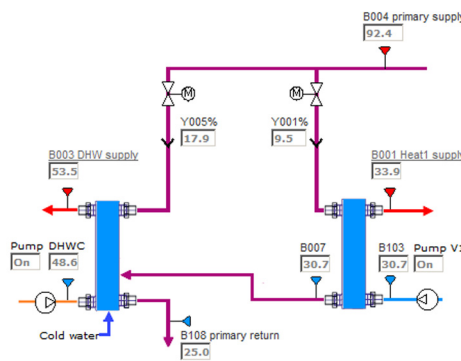 B004 primary supply
92.4
M
M
Y005%
17.9
Y001%
9.5
B003 DHW supply
53.5
B001 Heat1 supply
33.9
Pump DHWC
On
48.6
B007
30.7
B103
30.7
Pump V1
On
Cold water
B108 primary return
25.0